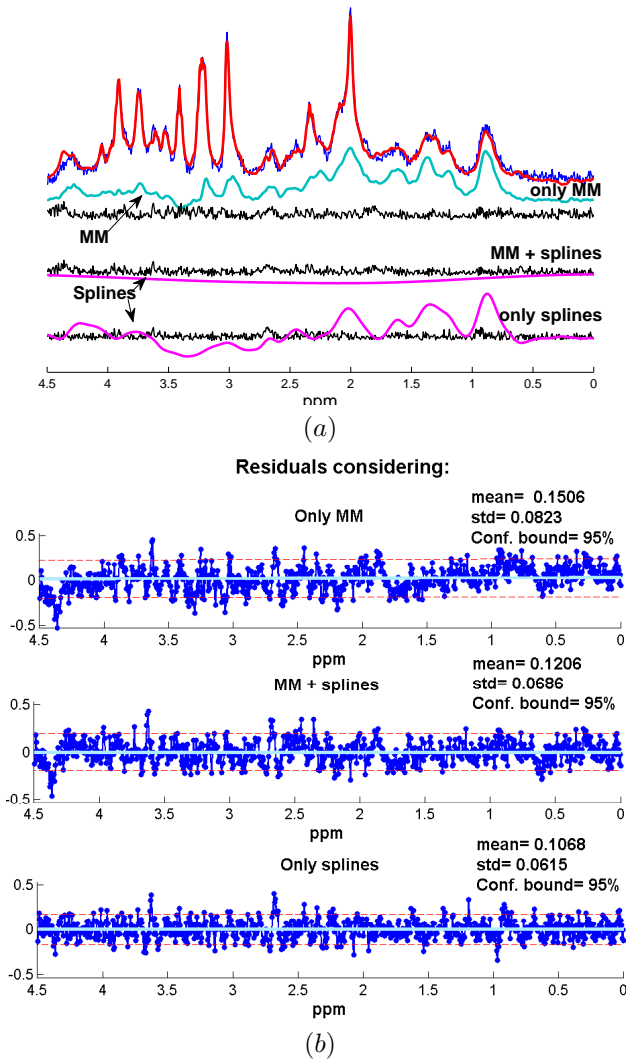 only MM
MM
MM + splines
Splines
only splines
4.5 4 3.5 3 2.5 2 1.5 1 0.5 0
ppm
(a)
Residuals considering:
Only MM
mean= 0.1506
std= 0.0823
Conf. bound= 95%
0.5
0
-0.5
4.5 4 3.5 3 2.5 2 1.5 1 0.5 0
ppm
MM + splines
mean= 0.1206
std= 0.0686
Conf. bound= 95%
0.5
0
-0.5
4.5 4 3.5 3 2.5 2 1.5 1 0.5 0
ppm
Only splines
mean= 0.1068
std= 0.0615
Conf. bound= 95%
0.5
0
-0.5
4.5 4 3.5 3 2.5 2 1.5 1 0.5 0
ppm
(b)